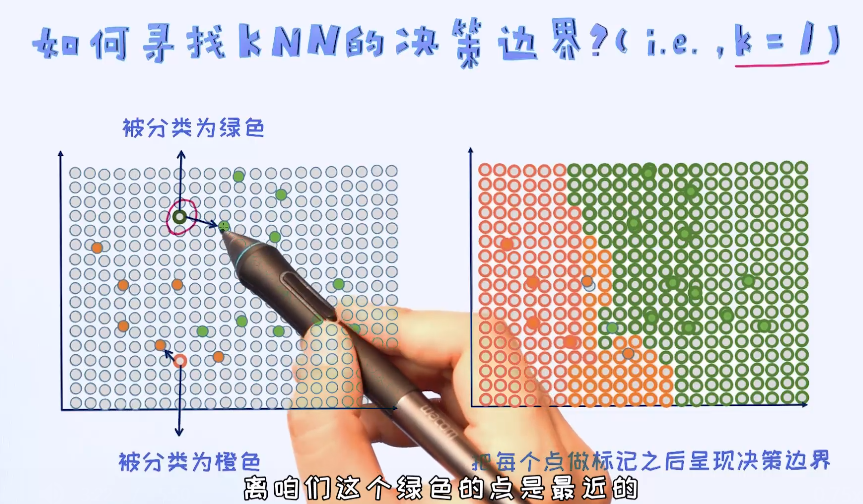 如何寻找KNN的决策边界?(i.e.,k=1)
被分类为绿色
被分类为橙色
把每个点做标记之后呈现决策边界
离咱们这个绿色的点是最近的
wacom